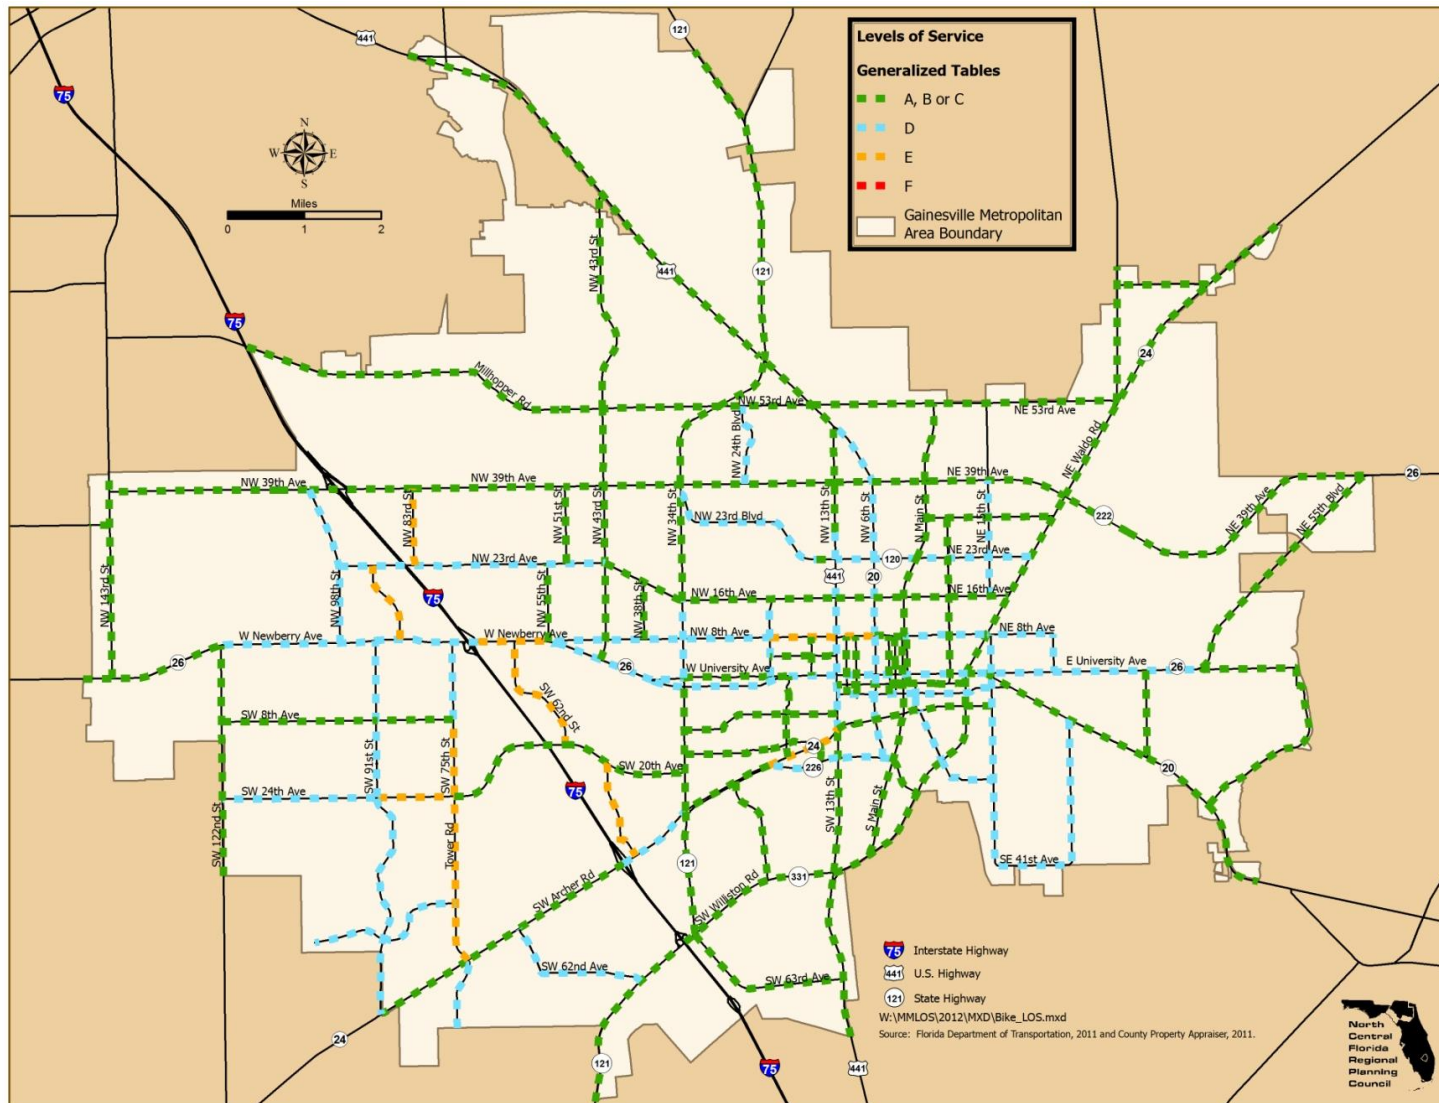 Levels of Service
Generalized Tables
A, B or C
D
E
F
Gainesville Metropolitan
Area Boundary
441
121
75
N
W E
S
Miles
0 1 2
NW 43rd St
441
121
75
24
Millhopper Rd
NW 53rd Ave
NE 53rd Ave
NW 24th Blvd
NE Waldo Rd
NW 39th Ave
NW 39th Ave
NE 39th Ave
26
NW 83rd St
NW 51st St
NW 43rd St
NW 34th St
NW 23rd Blvd
NW 13th St
NW 6th St
N Main St
NE 15th St
222
NE 39th Ave
NE 55th Blvd
NW 143rd St
NW 98th St
NW 23rd Ave
NW 55th St
NW 38th St
120
NE 23rd Ave
441
20
75
NW 16th Ave
NE 16th Ave
W Newberry Ave
W Newberry Ave
NW 8th Ave
NE 8th Ave
26
26
W University Ave
E University Ave
26
SW 8th Ave
SW 62nd St
SW 91st St
SW 75th St
24
226
SW 20th Ave
20
75
SW 24th Ave
SW 122nd St
Tower Rd
SW 13th St
S Main St
SE 41st Ave
121
331
SW Archer Rd
SW Williston Rd
SW 62nd Ave
SW 63rd Ave
24
121
75
441
75 Interstate Highway
441 U.S. Highway
121 State Highway
W:\MMLOS\2012\MXD\Bike_LOS.mxd
Source: Florida Department of Transportation, 2011 and County Property Appraiser, 2011.
North
Central
Florida
Regional
Planning
Council